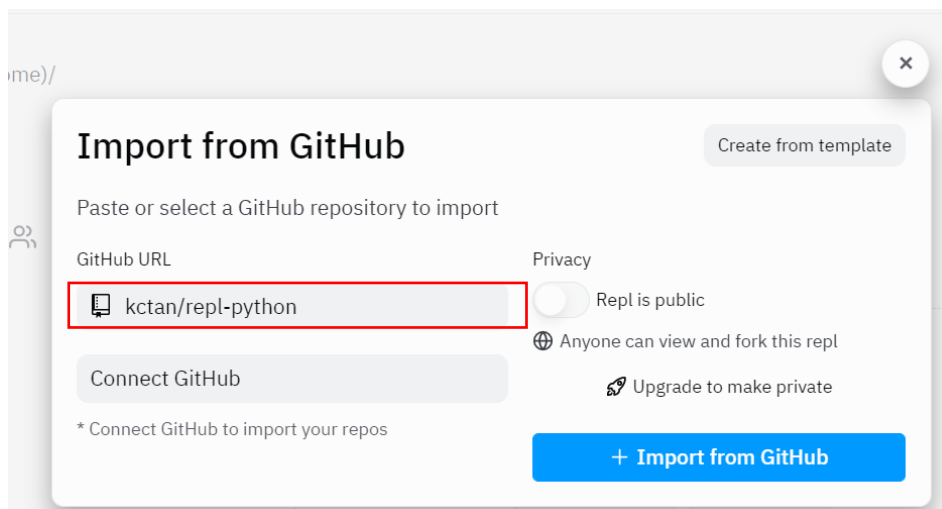 ome)/
×
Import from GitHub
Create from template
Paste or select a GitHub repository to import
GitHub URL
Privacy
kctan/repl-python
Repl is public
Anyone can view and fork this repl
Connect GitHub
Upgrade to make private
* Connect GitHub to import your repos
+ Import from GitHub